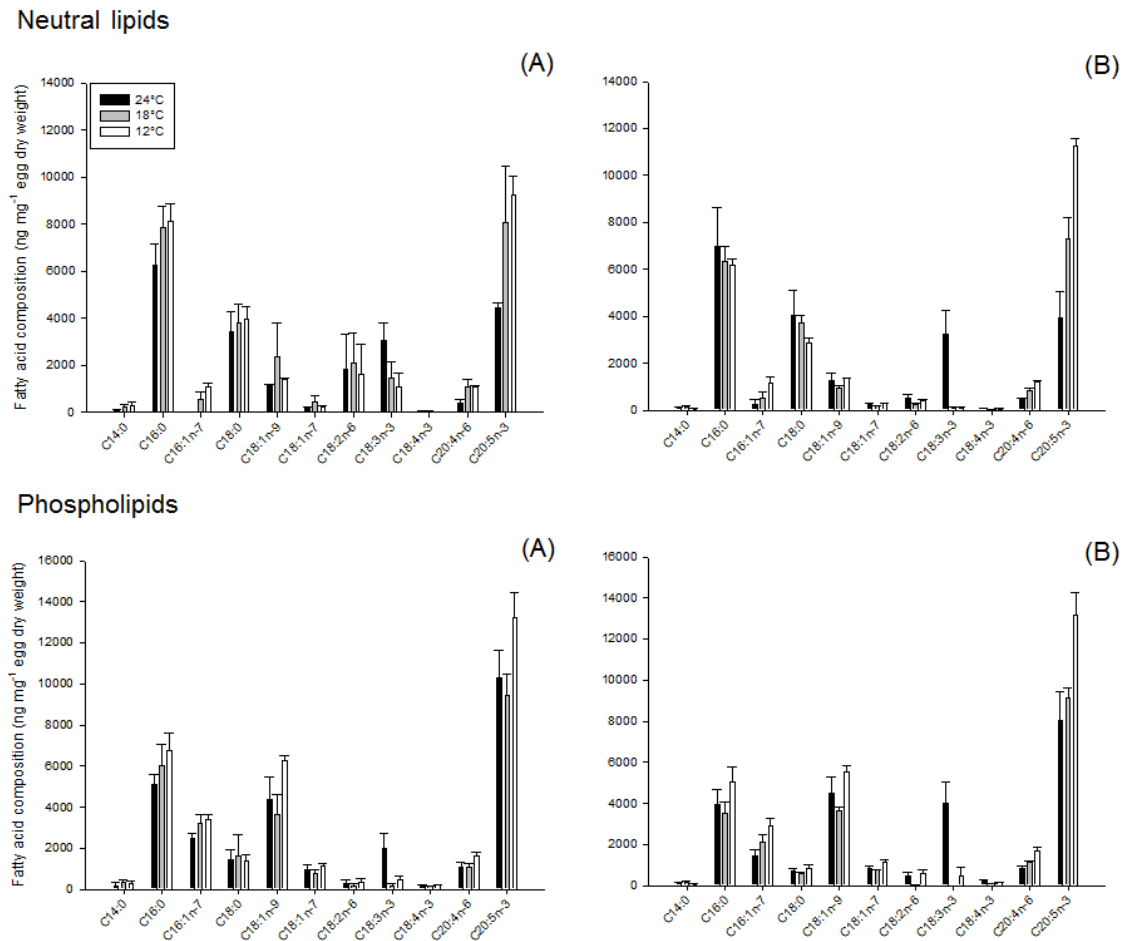 Neutral lipids
(A)
Fatty acid composition (ng mg⁻¹ egg dry weight)
14000
12000
10000
8000
6000
4000
2000
0
24°C
18°C
12°C
C14:0
C16:0
C16:1n-7
C18:0
C18:1n-9
C18:1n-7
C18:2n-6
C18:3n-3
C18:4n-3
C20:4n-6
C20:5n-3
(B)
14000
12000
10000
8000
6000
4000
2000
0
C14:0
C16:0
C16:1n-7
C18:0
C18:1n-9
C18:1n-7
C18:2n-6
C18:3n-3
C18:4n-3
C20:4n-6
C20:5n-3
Phospholipids
(A)
Fatty acid composition (ng mg⁻¹ egg dry weight)
16000
14000
12000
10000
8000
6000
4000
2000
0
C14:0
C16:0
C16:1n-7
C18:0
C18:1n-9
C18:1n-7
C18:2n-6
C18:3n-3
C18:4n-3
C20:4n-6
C20:5n-3
(B)
16000
14000
12000
10000
8000
6000
4000
2000
0
C14:0
C16:0
C16:1n-7
C18:0
C18:1n-9
C18:1n-7
C18:2n-6
C18:3n-3
C18:4n-3
C20:4n-6
C20:5n-3